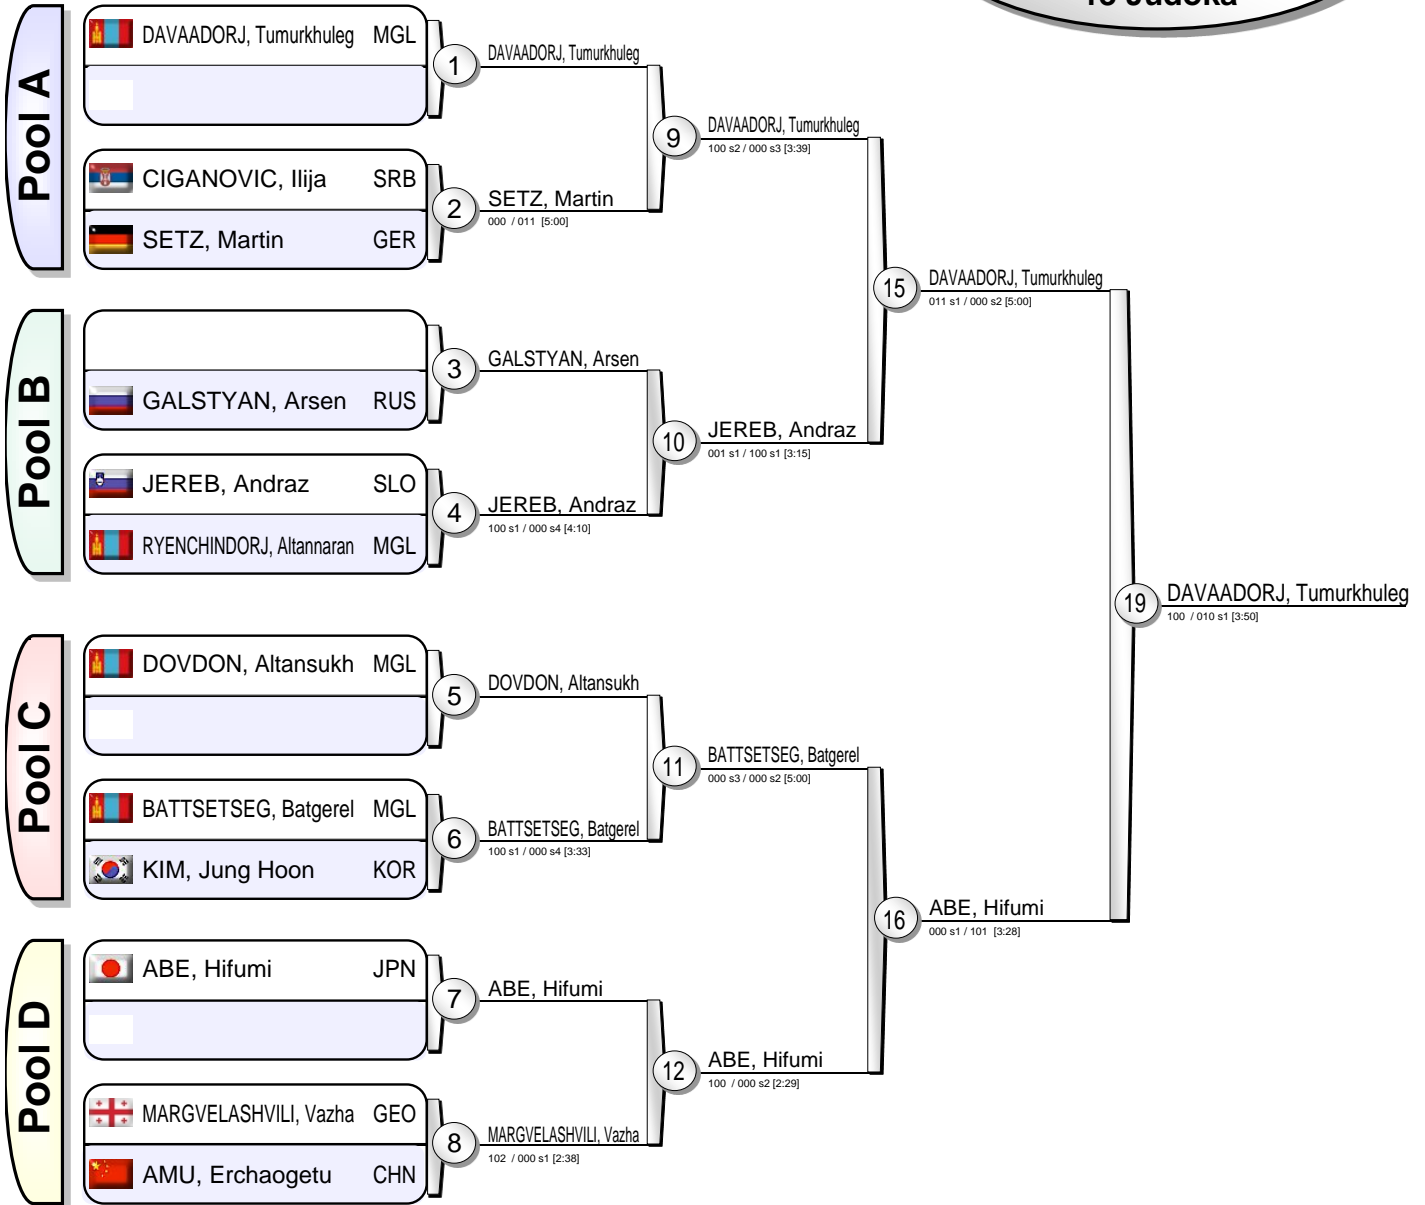 Judoka
Pool A
DAVAADORJ, Tumurkhuleg MGL
CIGANOVIC, Ilija SRB
SETZ, Martin GER
Pool B
GALSTYAN, Arsen RUS
JEREB, Andraz SLO
RYENCHINDORJ, Altannaran MGL
Pool C
DOVDON, Altansukh MGL
BATTSETSEG, Batgerel MGL
KIM, Jung Hoon KOR
Pool D
ABE, Hifumi JPN
MARGVELASHVILI, Vazha GEO
AMU, Erchaogetu CHN
1
DAVAADORJ, Tumurkhuleg
2
SETZ, Martin
000 / 011 [5:00]
3
GALSTYAN, Arsen
4
JEREB, Andraz
100 s1 / 000 s4 [4:10]
5
DOVDON, Altansukh
6
BATTSETSEG, Batgerel
100 s1 / 000 s4 [3:33]
7
ABE, Hifumi
8
MARGVELASHVILI, Vazha
102 / 000 s1 [2:38]
9
DAVAADORJ, Tumurkhuleg
100 s2 / 000 s3 [3:39]
10
JEREB, Andraz
001 s1 / 100 s1 [3:15]
11
BATTSETSEG, Batgerel
000 s3 / 000 s2 [5:00]
12
ABE, Hifumi
100 / 000 s2 [2:29]
15
DAVAADORJ, Tumurkhuleg
011 s1 / 000 s2 [5:00]
16
ABE, Hifumi
000 s1 / 101 [3:28]
19
DAVAADORJ, Tumurkhuleg
100 / 010 s1 [3:50]